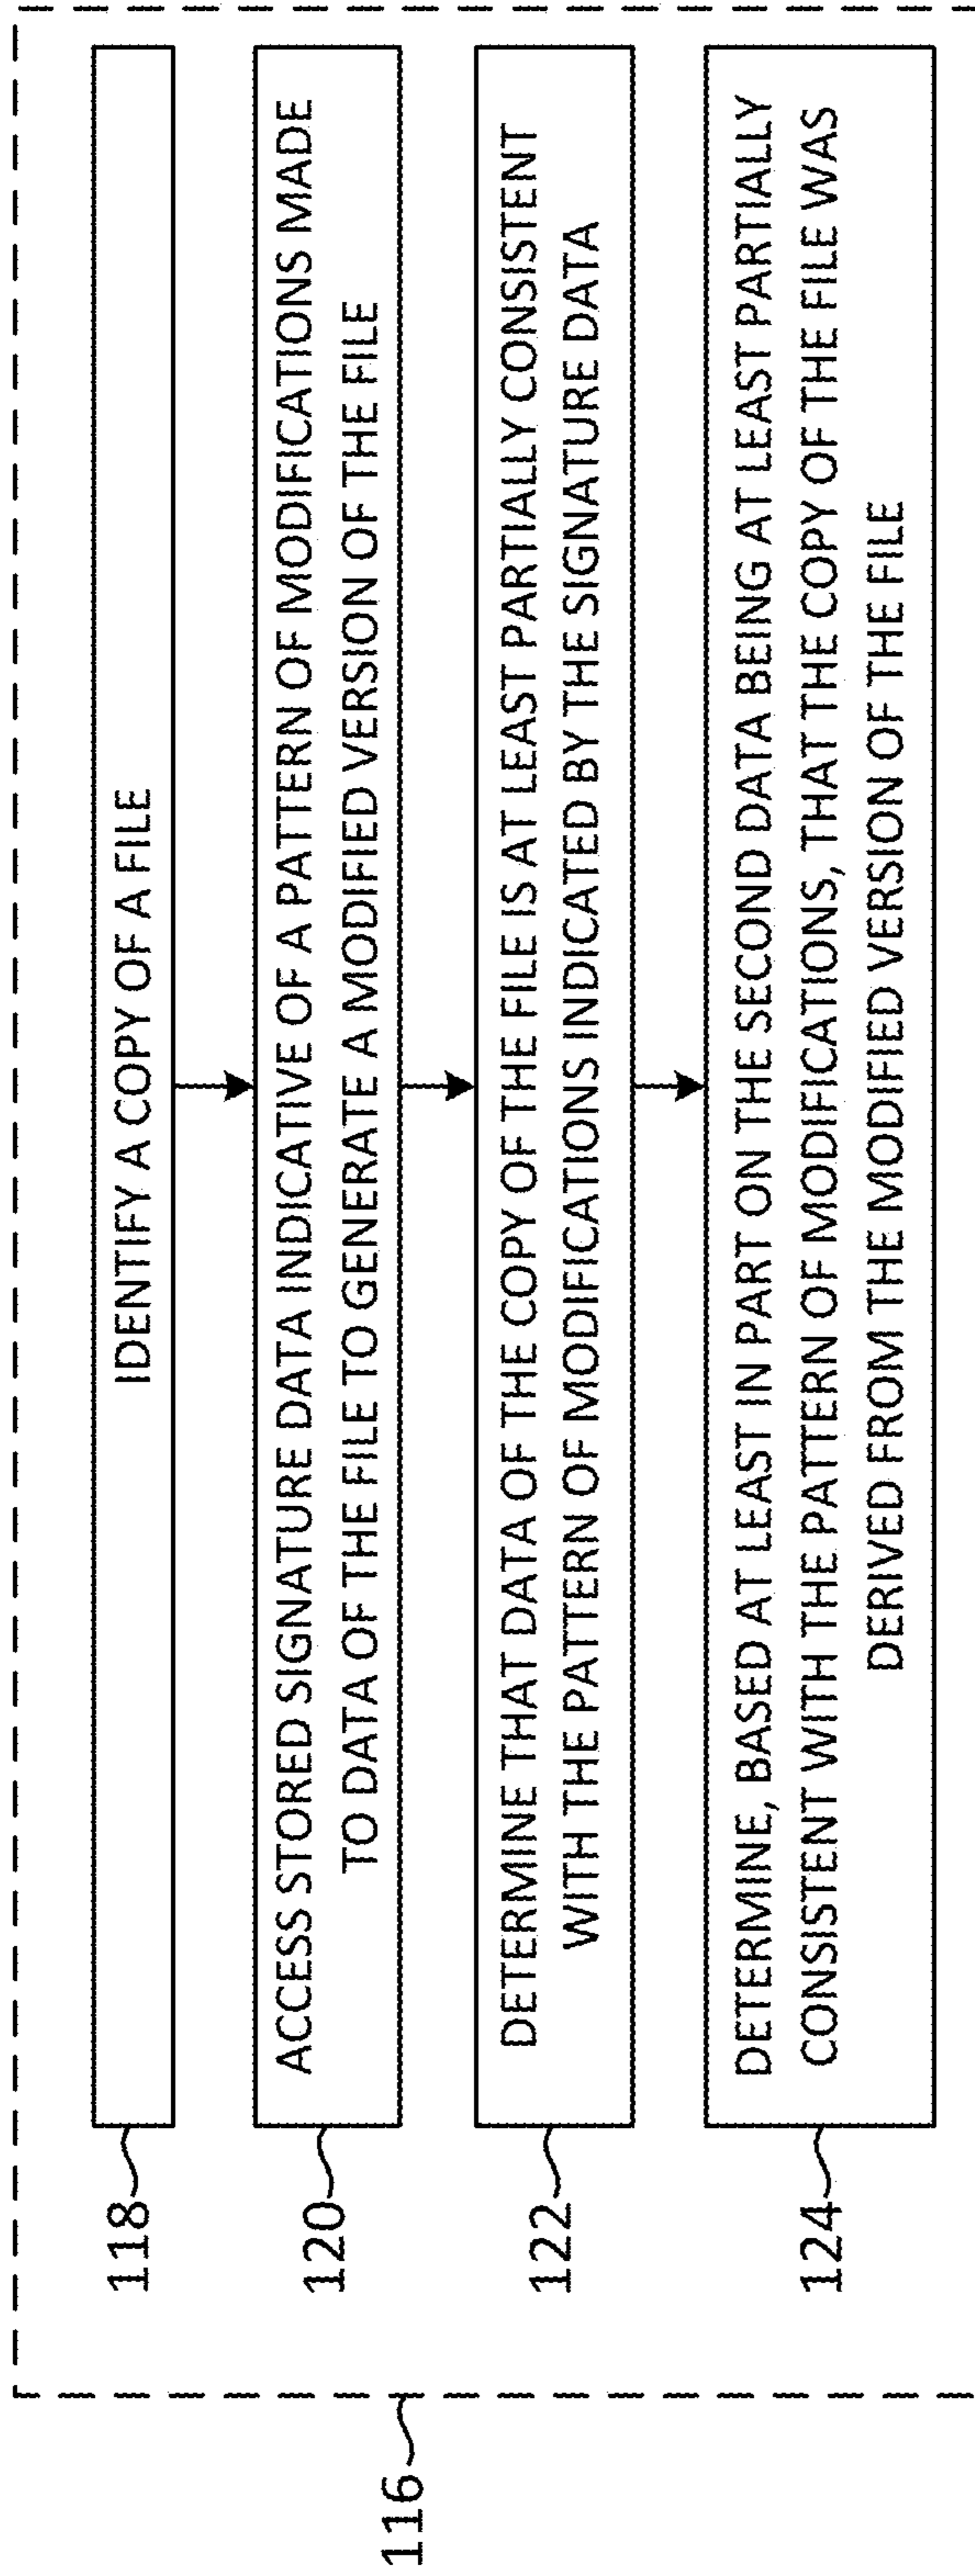 116
118
IDENTIFY A COPY OF A FILE
120
ACCESS STORED SIGNATURE DATA INDICATIVE OF A PATTERN OF MODIFICATIONS MADE
TO DATA OF THE FILE TO GENERATE A MODIFIED VERSION OF THE FILE
122
DETERMINE THAT DATA OF THE COPY OF THE FILE IS AT LEAST PARTIALLY CONSISTENT
WITH THE PATTERN OF MODIFICATIONS INDICATED BY THE SIGNATURE DATA
124
DETERMINE, BASED AT LEAST IN PART ON THE SECOND DATA BEING AT LEAST PARTIALLY
CONSISTENT WITH THE PATTERN OF MODIFICATIONS, THAT THE COPY OF THE FILE WAS
DERIVED FROM THE MODIFIED VERSION OF THE FILE